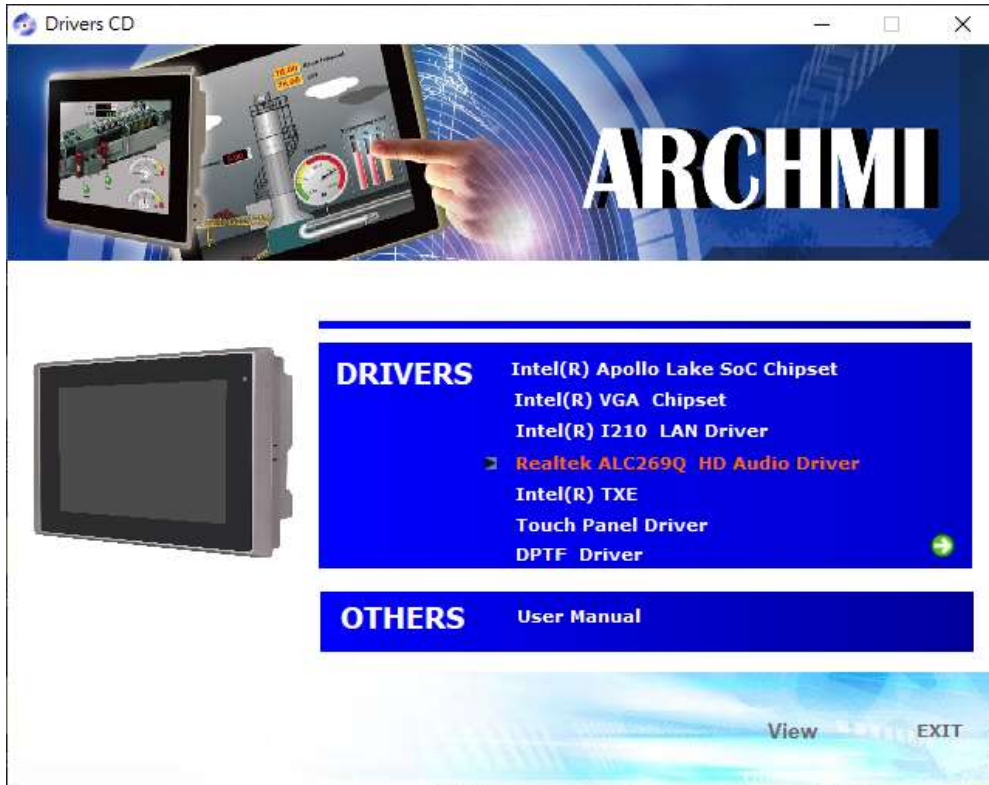 Drivers CD
ARCHMI
DRIVERS
Intel(R) Apollo Lake SoC Chipset
Intel(R) VGA Chipset
Intel(R) I210 LAN Driver
Realtek ALC269Q HD Audio Driver
Intel(R) TXE
Touch Panel Driver
DPTF Driver
OTHERS
User Manual
View
EXIT